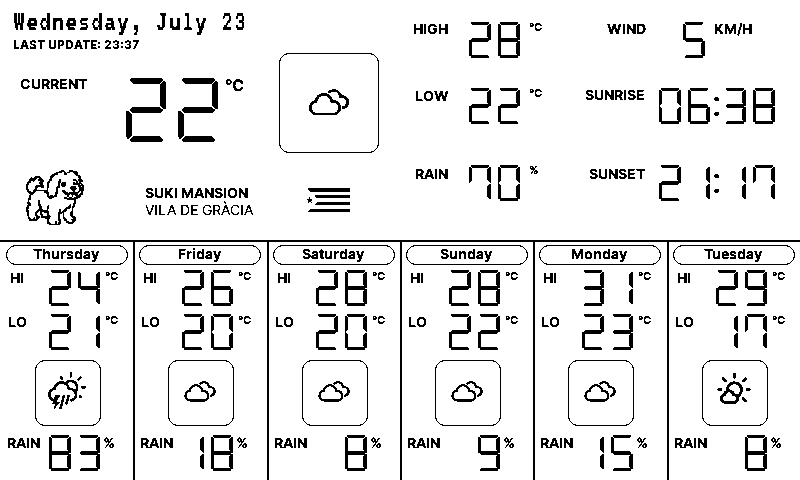 Wednesday, July 23
LAST UPDATE: 23:37
CURRENT 22 °C
SUKI MANSION
VILA DE GRÀCIA
HIGH 28 °C
LOW 22 °C
RAIN 70 %
WIND 5 KM/H
SUNRISE 06:38
SUNSET 21:17
Thursday
HI 24 °C
LO 21 °C
RAIN 83 %
Friday
HI 26 °C
LO 20 °C
RAIN 18 %
Saturday
HI 28 °C
LO 20 °C
RAIN 8 %
Sunday
HI 28 °C
LO 22 °C
RAIN 9 %
Monday
HI 31 °C
LO 23 °C
RAIN 15 %
Tuesday
HI 29 °C
LO 17 °C
RAIN 8 %